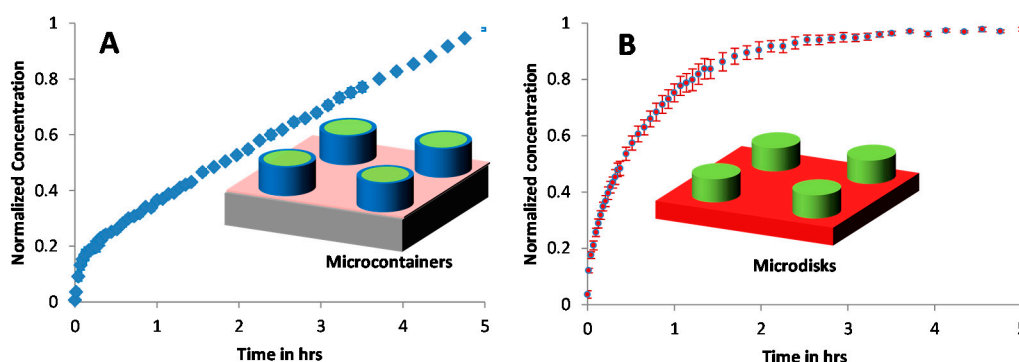 A
Normalized Concentration
1
0.8
0.6
0.4
0.2
0
0 1 2 3 4 5
Time in hrs
Microcontainers
B
Normalized concentration
1
0.8
0.6
0.4
0.2
0
0 1 2 3 4 5
Time in hrs
Microdisks